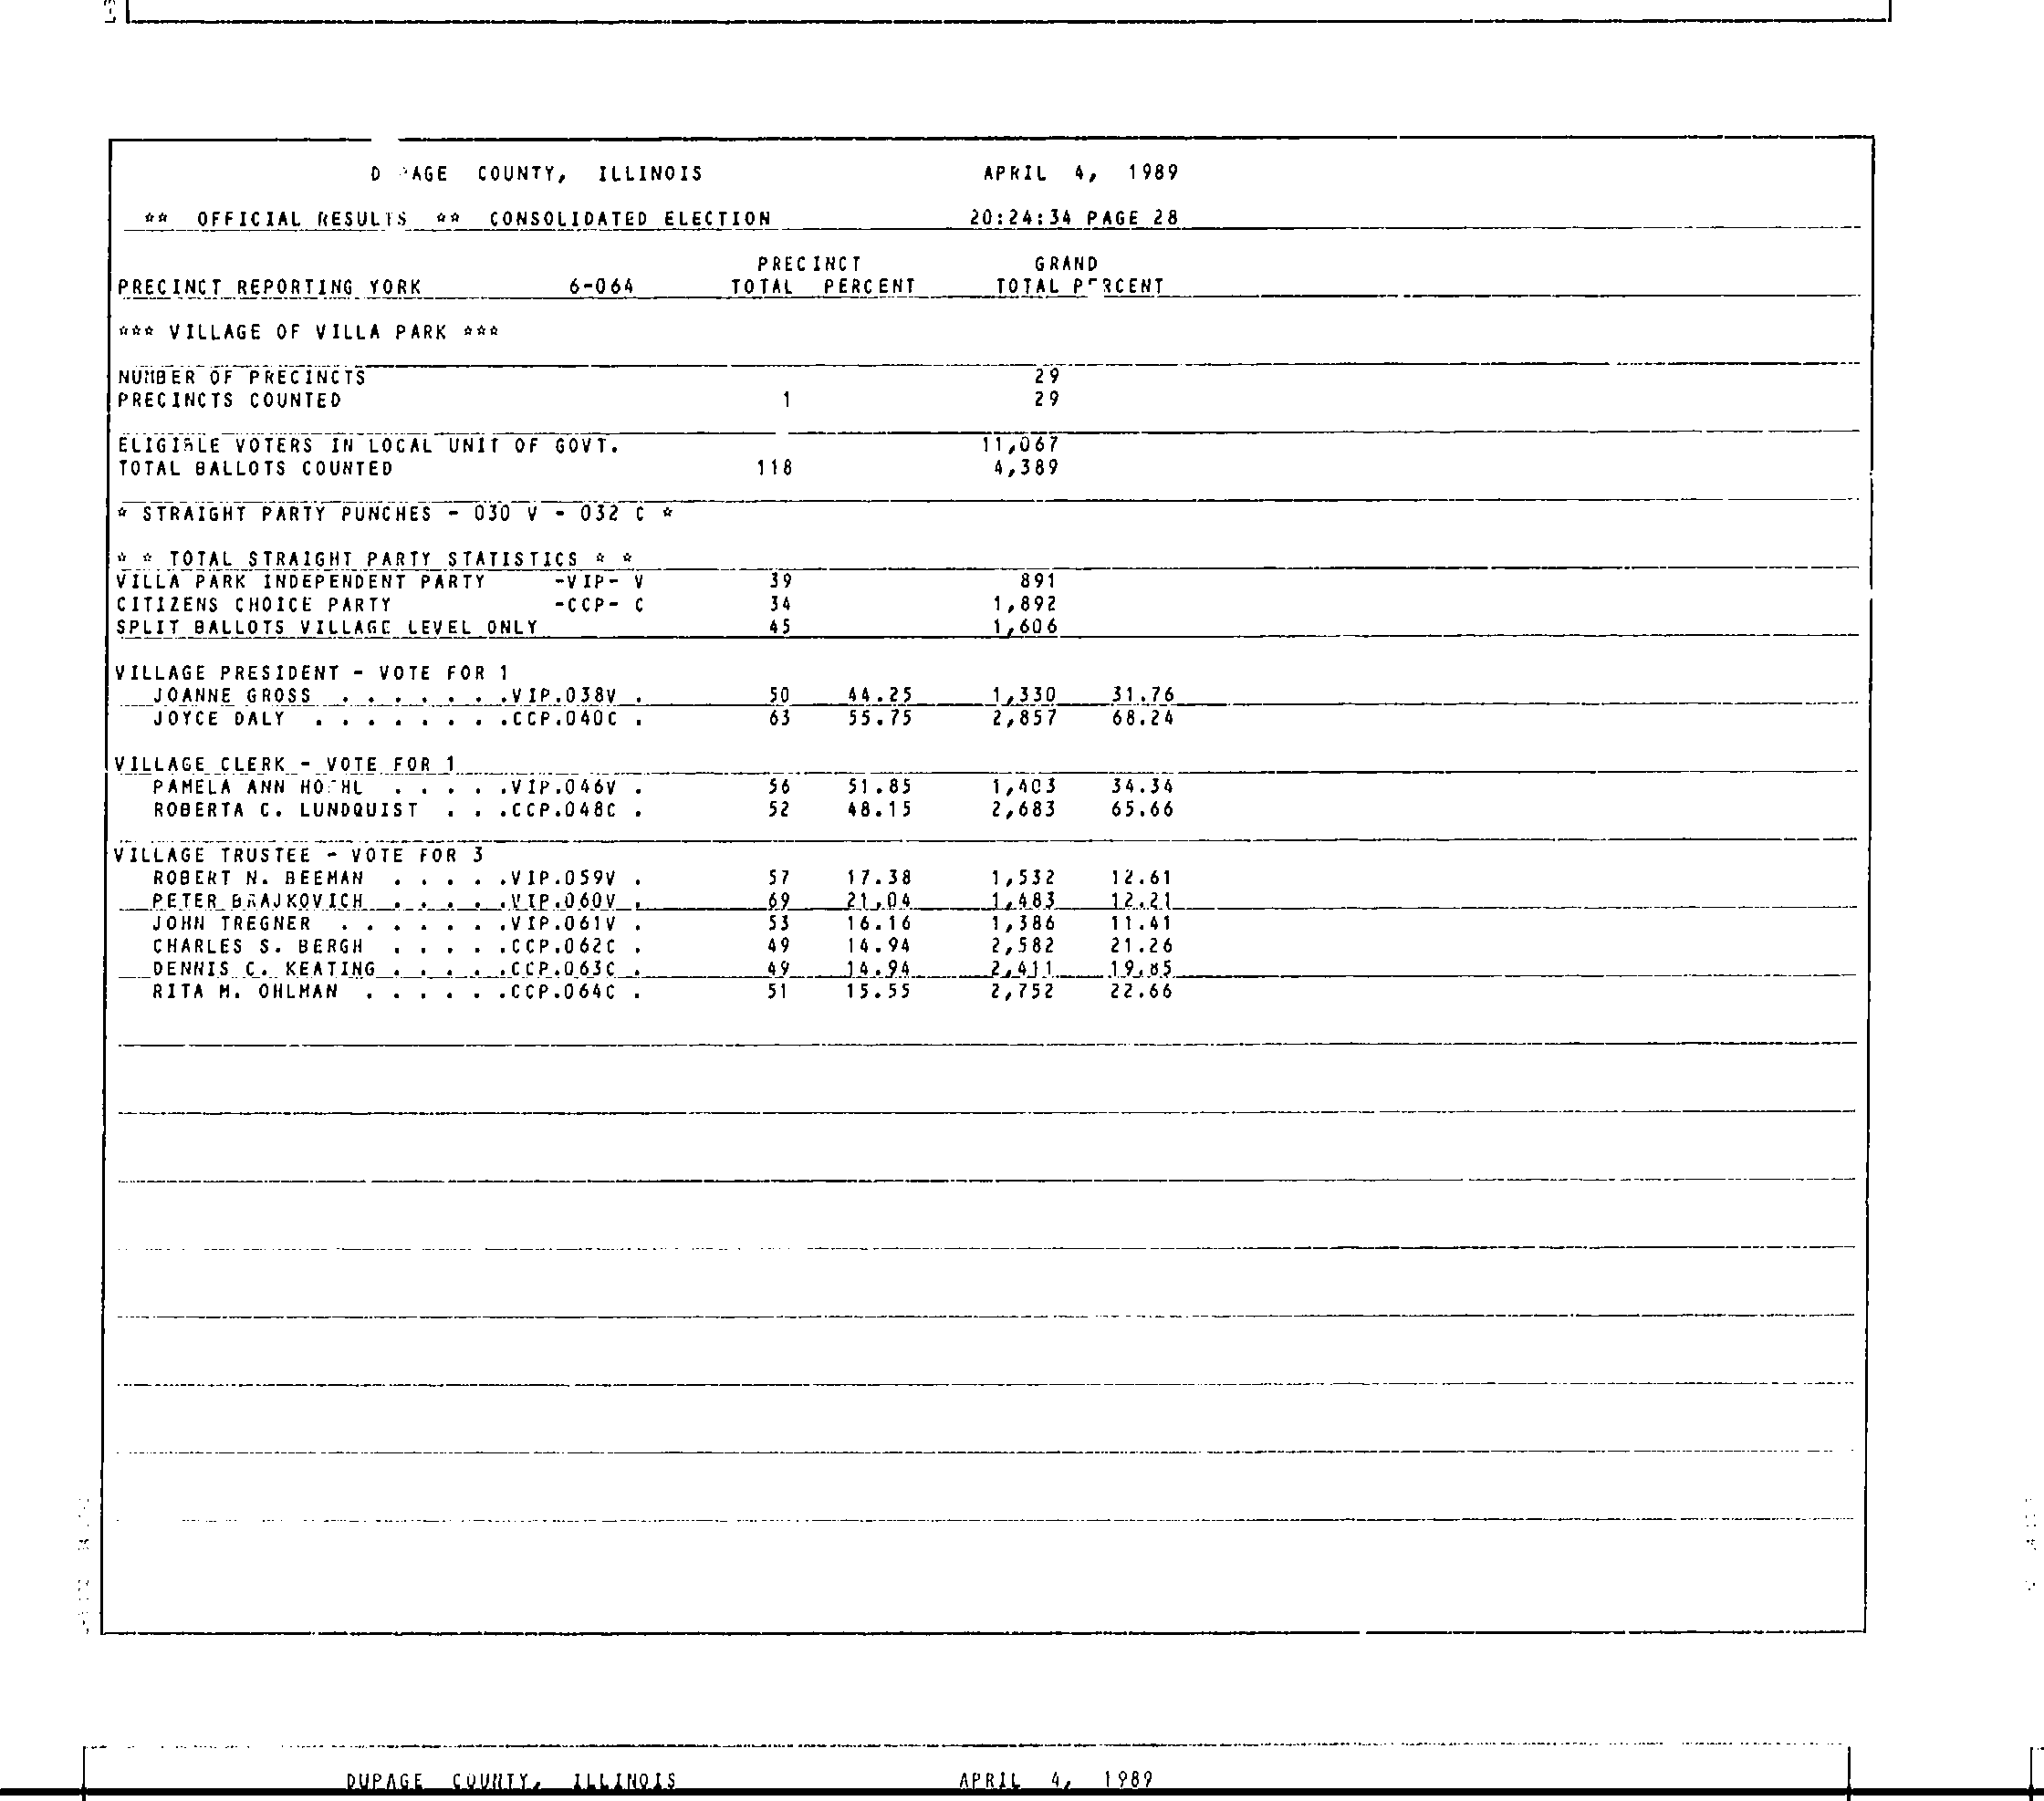 D PAGE COUNTY, ILLINOIS APRIL 4, 1989
** OFFICIAL RESULTS ** CONSOLIDATED ELECTION 20:24:34 PAGE 28
PRECINCT GRAND
PRECINCT REPORTING YORK 6-064 TOTAL PERCENT TOTAL PERCENT
*** VILLAGE OF VILLA PARK ***
NUMBER OF PRECINCTS 29
PRECINCTS COUNTED 1 29
ELIGIBLE VOTERS IN LOCAL UNIT OF GOVT. 11,067
TOTAL BALLOTS COUNTED 118 4,389
* STRAIGHT PARTY PUNCHES - 030 V - 032 C *
* * TOTAL STRAIGHT PARTY STATISTICS * *
VILLA PARK INDEPENDENT PARTY -VIP- V 39 891
CITIZENS CHOICE PARTY -CCP- C 34 1,892
SPLIT BALLOTS VILLAGE LEVEL ONLY 45 1,606
VILLAGE PRESIDENT - VOTE FOR 1
JOANNE GROSS . . . . . . .VIP.038V . 50 44.25 1,330 31.76
JOYCE DALY . . . . . . . .CCP.040C . 63 55.75 2,857 68.24
VILLAGE CLERK - VOTE FOR 1
PAMELA ANN . . . . .VIP.046V . 56 51.85 1,403 34.34
ROBERTA C. LUNDQUIST . . .CCP.048C . 52 48.15 2,683 65.66
VILLAGE TRUSTEE - VOTE FOR 3
ROBERT N. BEEMAN . . . . .VIP.059V . 57 17.38 1,532 12.61
PETER BRAJKOVICH . . . . .VIP.060V . 69 21.04 1,483 12.21
JOHN TREGNER . . . . . . .VIP.061V . 53 16.16 1,386 11.41
CHARLES S. BERGH . . . . .CCP.062C . 49 14.94 2,582 21.26
DENNIS C. KEATING . . . . .CCP.063C . 49 14.94 2,411 19.85
RITA M. OHLMAN . . . . . .CCP.064C . 51 15.55 2,752 22.66
DUPAGE COUNTY, ILLINOIS APRIL 4, 1989